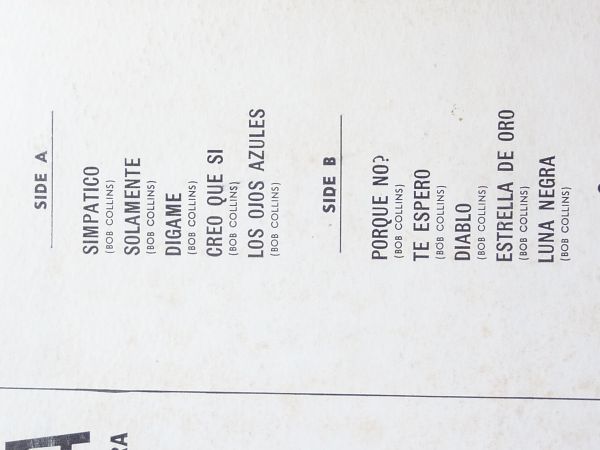 SIDE A
SIMPATICO
(BOB COLLINS)
SOLAMENTE
(BOB COLLINS)
DIGAME
(BOB COLLINS)
CREO QUE SI
(BOB COLLINS)
LOS OJOS AZULES
(BOB COLLINS)
SIDE B
PORQUE NO?
(BOB COLLINS)
TE ESPERO
(BOB COLLINS)
DIABLO
(BOB COLLINS)
ESTRELLA DE ORO
(BOB COLLINS)
LUNA NEGRA
(BOB COLLINS)